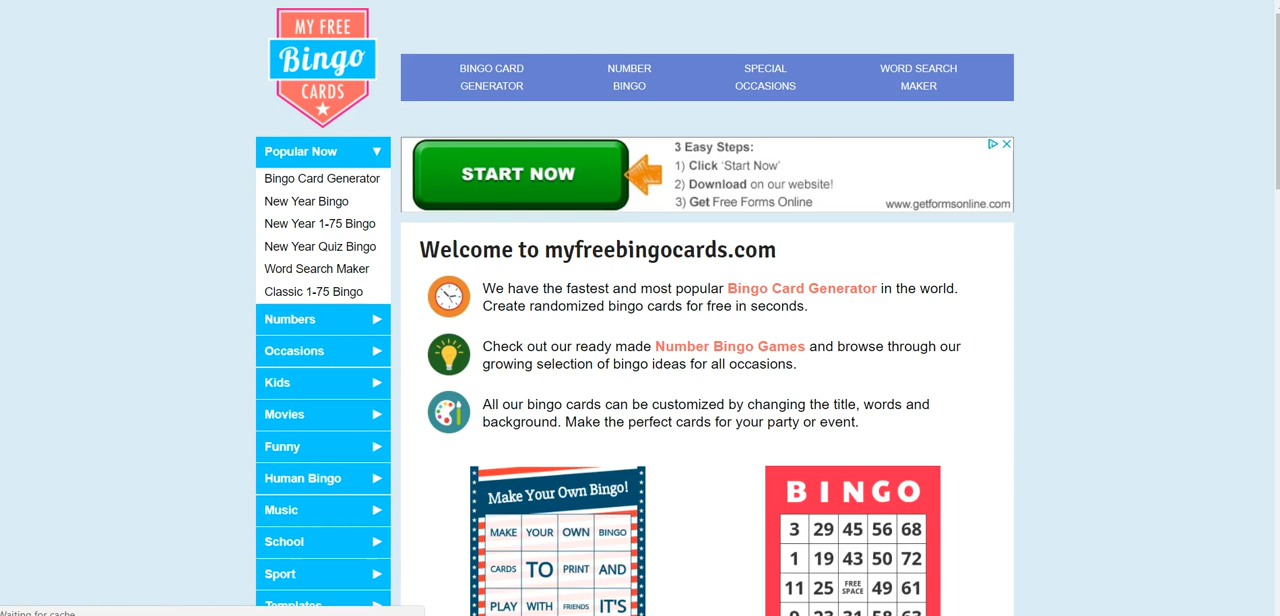 MY FREE
Bingo
CARDS
BINGO CARD
GENERATOR
NUMBER
BINGO
SPECIAL
OCCASIONS
WORD SEARCH
MAKER
Popular Now
Bingo Card Generator
New Year Bingo
New Year 1-75 Bingo
New Year Quiz Bingo
Word Search Maker
Classic 1-75 Bingo
Numbers
Occasions
Kids
Movies
Funny
Human Bingo
Music
School
Sport
Templates
START NOW
3 Easy Steps:
1) Click 'Start Now'
2) Download on our website!
3) Get Free Forms Online
www.getformsonline.com
Welcome to myfreebingocards.com
We have the fastest and most popular Bingo Card Generator in the world.
Create randomized bingo cards for free in seconds.
Check out our ready made Number Bingo Games and browse through our
growing selection of bingo ideas for all occasions.
All our bingo cards can be customized by changing the title, words and
background. Make the perfect cards for your party or event.
Make Your Own Bingo!
MAKE YOUR OWN BINGO
CARDS TO PRINT AND
PLAY WITH FRIENDS IT'S
BINGO
3 29 45 56 68
1 19 43 50 72
11 25 FREE SPACE 49 61
Waiting for cache